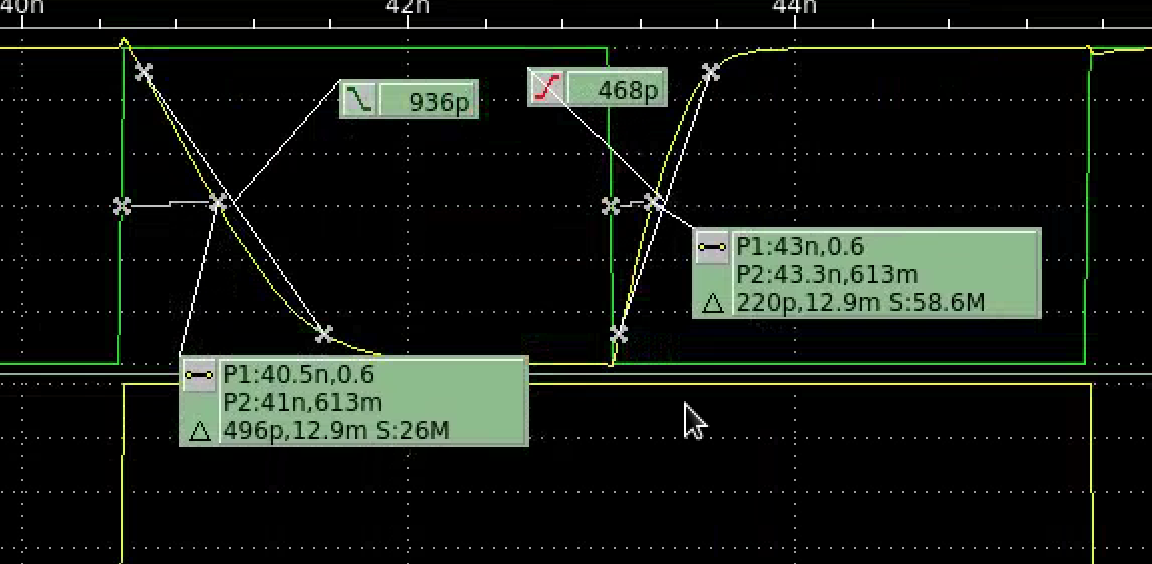 40n
42n
44n
936p
468p
P1:43n,0.6
P2:43.3n,613m
△ 220p,12.9m S:58.6M
P1:40.5n,0.6
P2:41n,613m
△ 496p,12.9m S:26M